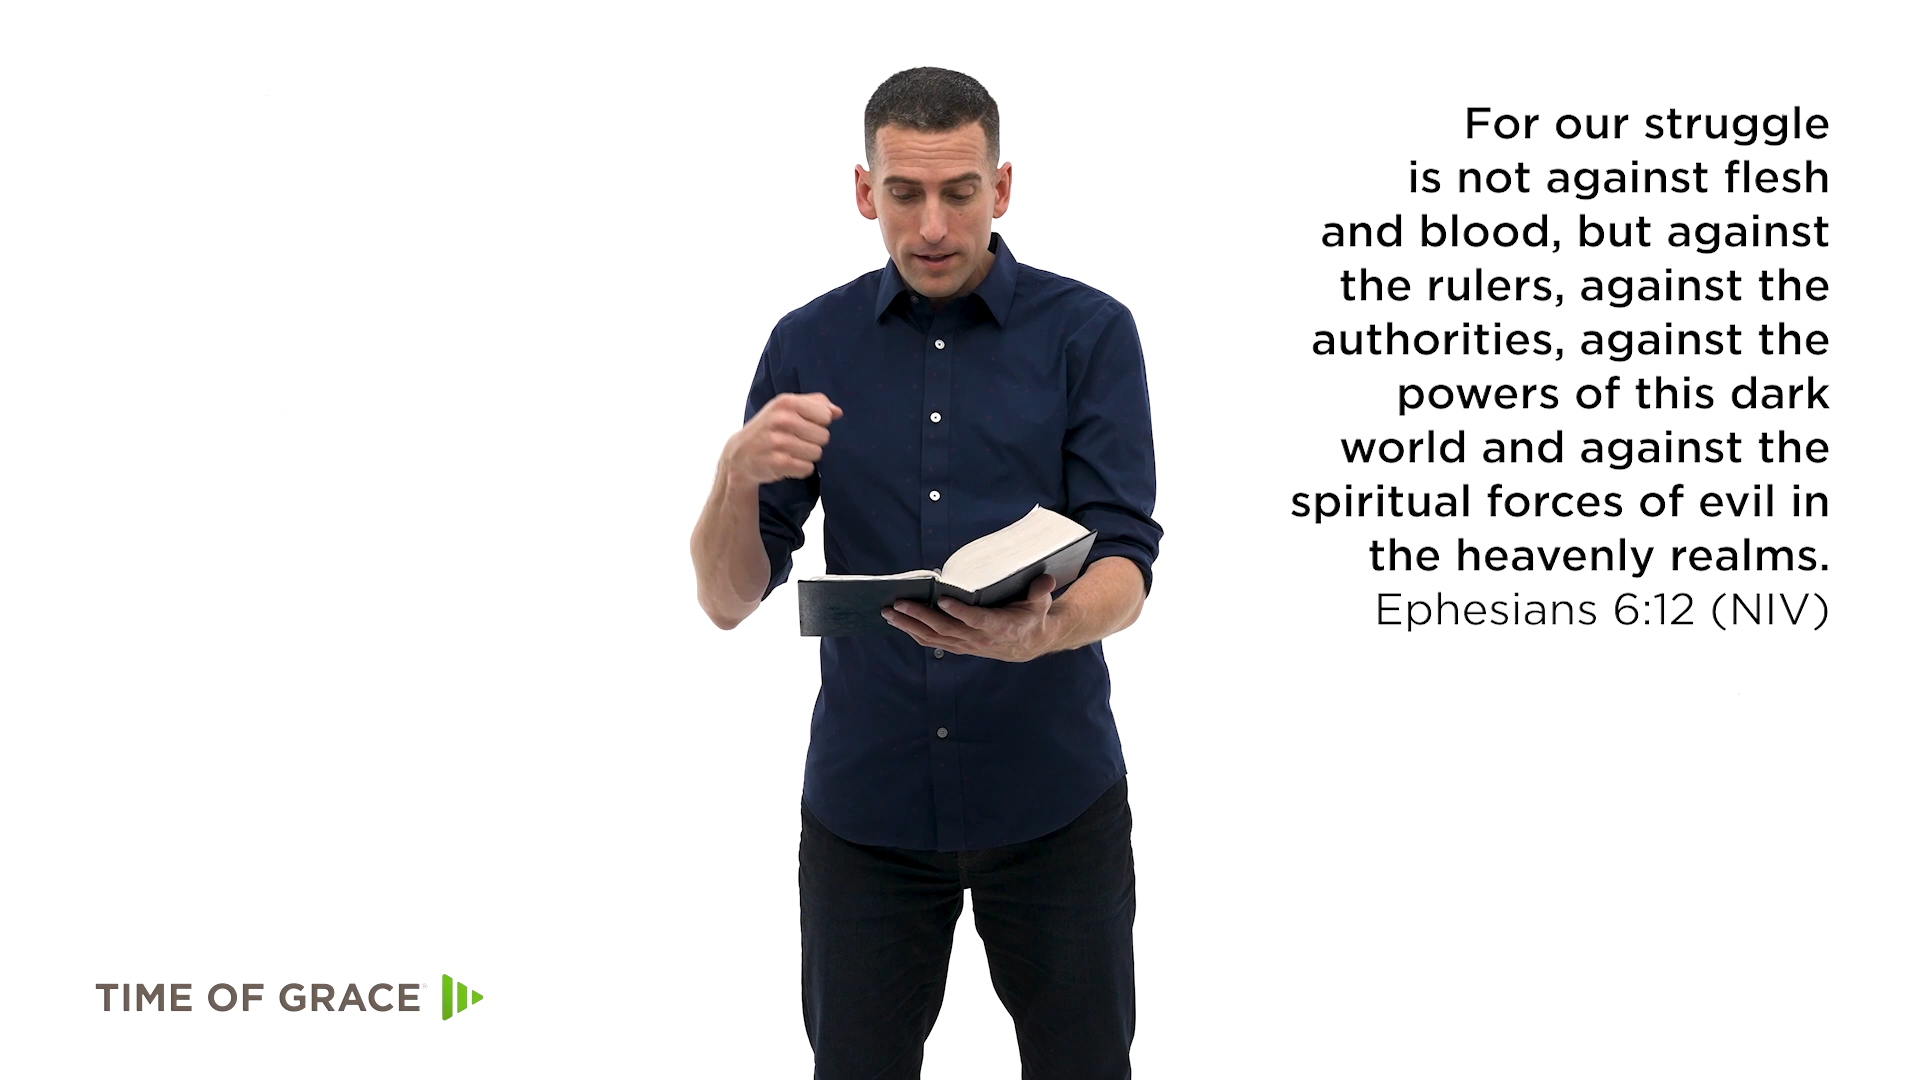 For our struggle
is not against flesh
and blood, but against
the rulers, against the
authorities, against the
powers of this dark
world and against the
spiritual forces of evil in
the heavenly realms.
Ephesians 6:12 (NIV)
TIME OF GRACE®